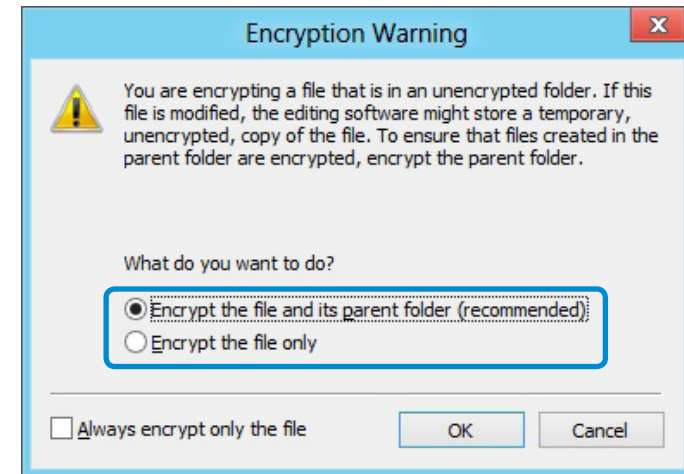 Encryption Warning
You are encrypting a file that is in an unencrypted folder. If this
file is modified, the editing software might store a temporary,
unencrypted, copy of the file. To ensure that files created in the
parent folder are encrypted, encrypt the parent folder.
What do you want to do?
Encrypt the file and its parent folder (recommended)
Encrypt the file only
Always encrypt only the file
OK
Cancel